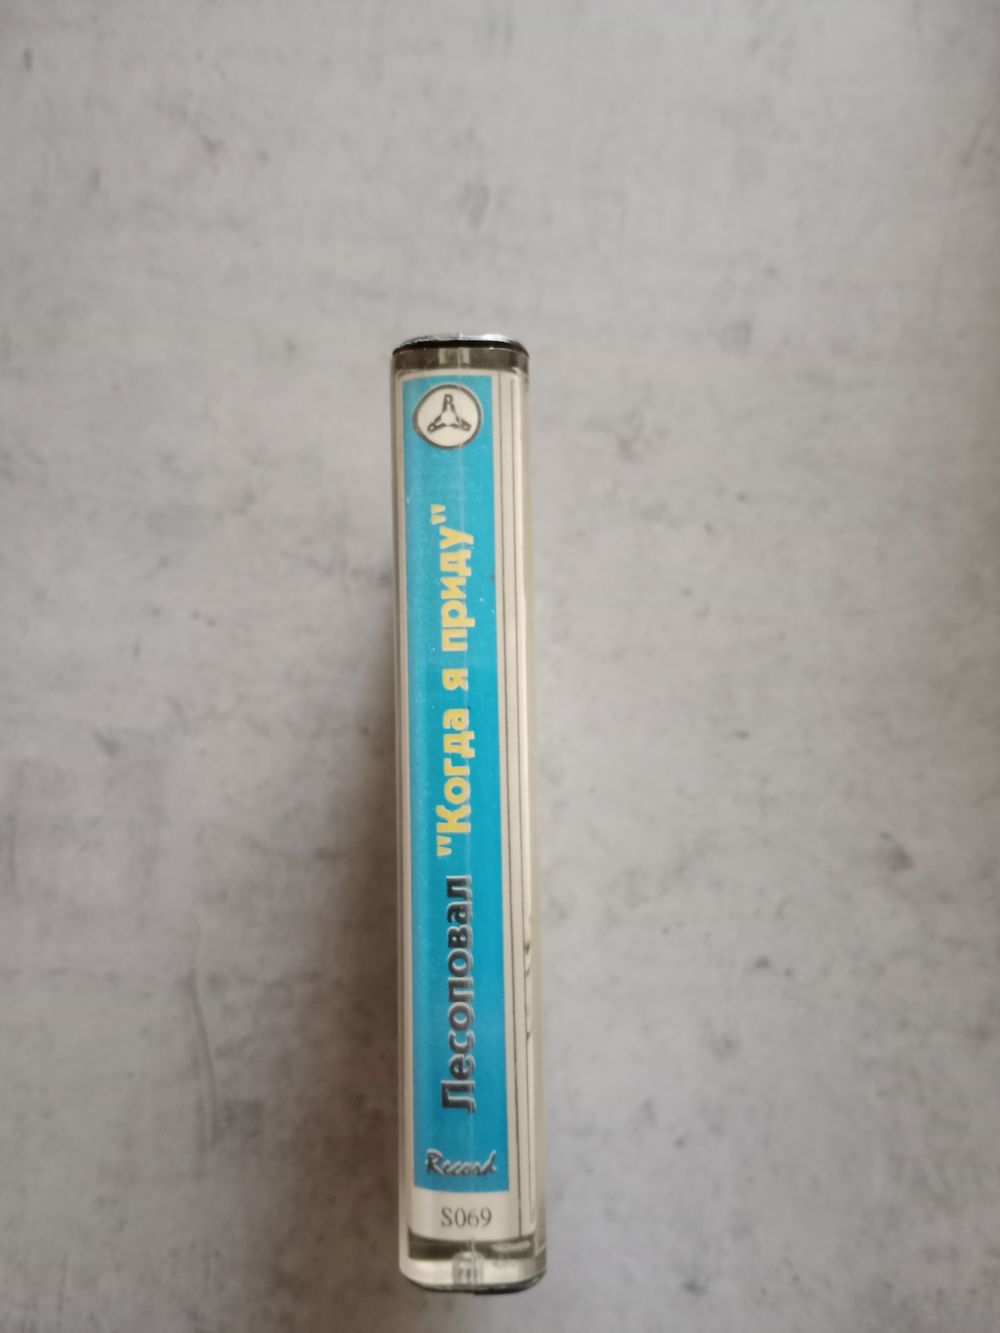 R
Лесоповал "Когда я приду"
Record
S069